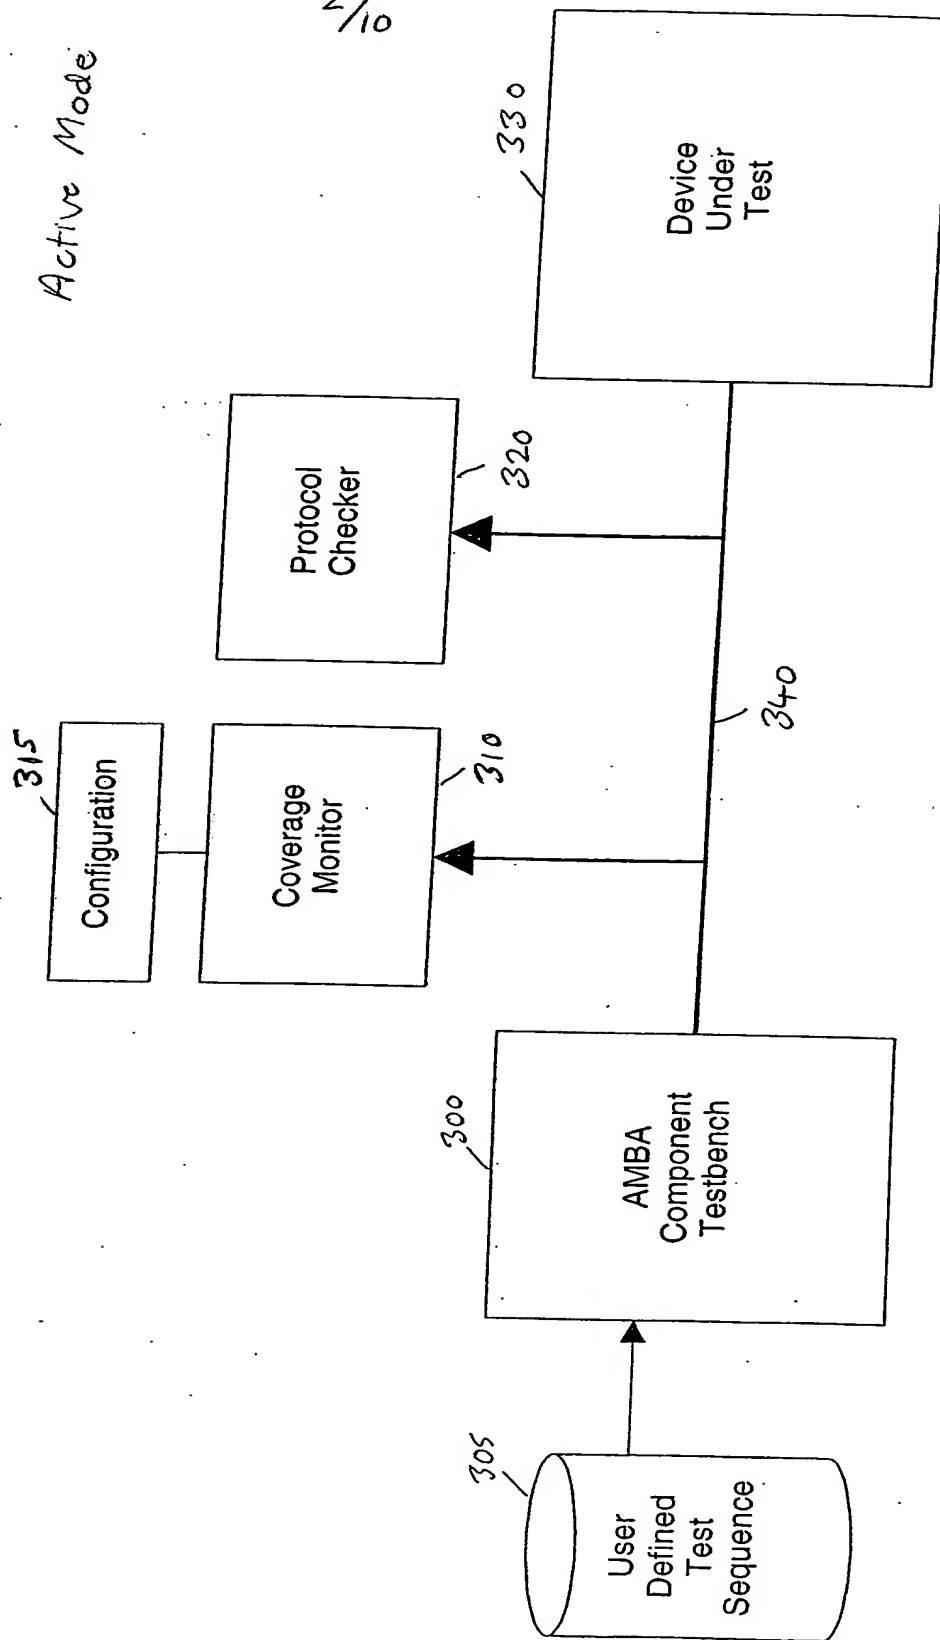 2/10
Active Mode
315
Configuration
Coverage
Monitor
310
Protocol
Checker
320
330
Device
Under
Test
340
300
AMBA
Component
Testbench
305
User
Defined
Test
Sequence